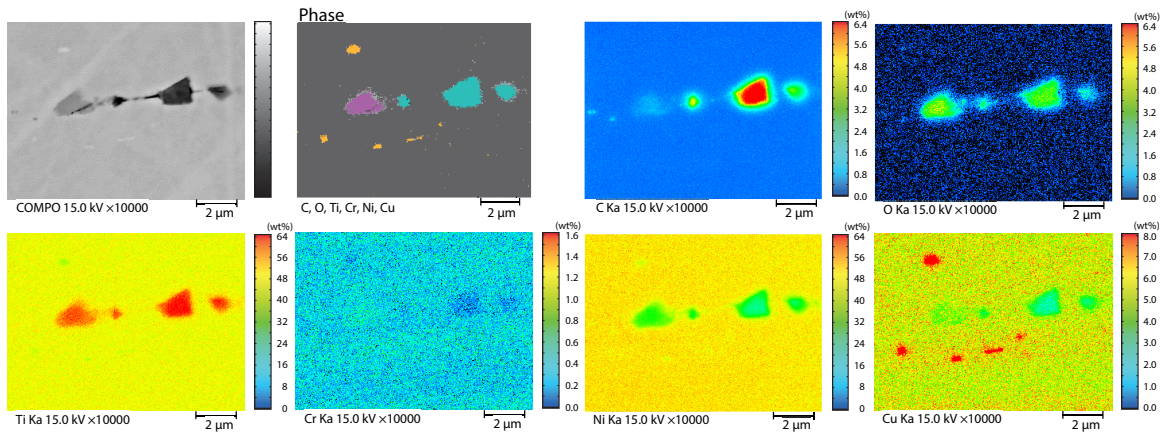 Phase
(wt%)
6.4
5.6
4.8
4.0
3.2
2.4
1.6
0.8
0.0
(wt%)
6.4
5.6
4.8
4.0
3.2
2.4
1.6
0.8
0.0
COMPO 15.0 kV ×10000
2 μm
C, O, Ti, Cr, Ni, Cu
2 μm
C Ka 15.0 kV ×10000
2 μm
O Ka 15.0 kV ×10000
2 μm
(wt%)
64
56
48
40
32
24
16
8
0
(wt%)
1.6
1.4
1.2
1.0
0.8
0.6
0.4
0.2
0.0
(wt%)
64
56
48
40
32
24
16
8
0
(wt%)
8.0
7.0
6.0
5.0
4.0
3.0
2.0
1.0
0.0
Ti Ka 15.0 kV ×10000
2 μm
Cr Ka 15.0 kV ×10000
2 μm
Ni Ka 15.0 kV ×10000
2 μm
Cu Ka 15.0 kV ×10000
2 μm